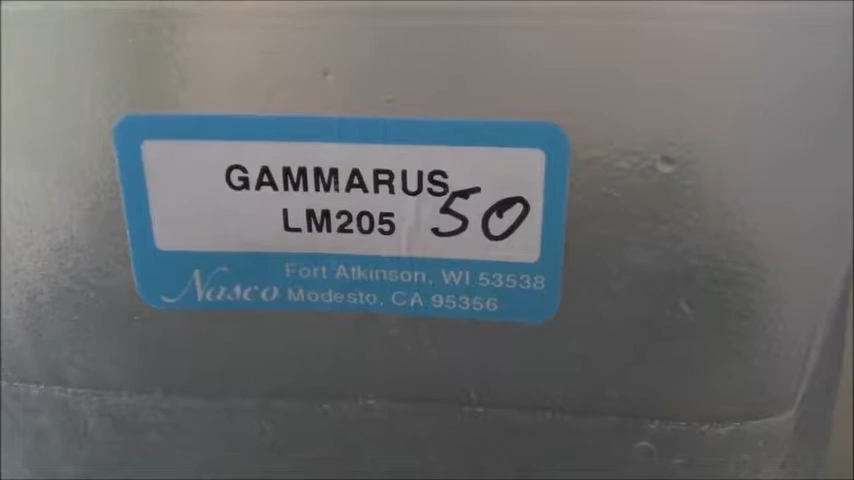 GAMMARUS
LM205 50
Fort Atkinson, WI 53538
Nasco Modesto, CA 95356